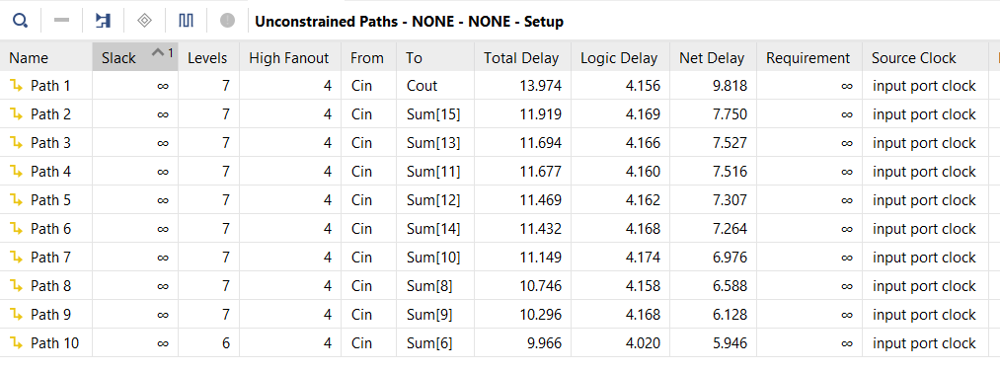 Unconstrained Paths - NONE - NONE - Setup
Name Slack 1 Levels High Fanout From To Total Delay Logic Delay Net Delay Requirement Source Clock
Path 1 ∞ 7 4 Cin Cout 13.974 4.156 9.818 ∞ input port clock
Path 2 ∞ 7 4 Cin Sum[15] 11.919 4.169 7.750 ∞ input port clock
Path 3 ∞ 7 4 Cin Sum[13] 11.694 4.166 7.527 ∞ input port clock
Path 4 ∞ 7 4 Cin Sum[11] 11.677 4.160 7.516 ∞ input port clock
Path 5 ∞ 7 4 Cin Sum[12] 11.469 4.162 7.307 ∞ input port clock
Path 6 ∞ 7 4 Cin Sum[14] 11.432 4.168 7.264 ∞ input port clock
Path 7 ∞ 7 4 Cin Sum[10] 11.149 4.174 6.976 ∞ input port clock
Path 8 ∞ 7 4 Cin Sum[8] 10.746 4.158 6.588 ∞ input port clock
Path 9 ∞ 7 4 Cin Sum[9] 10.296 4.168 6.128 ∞ input port clock
Path 10 ∞ 6 4 Cin Sum[6] 9.966 4.020 5.946 ∞ input port clock